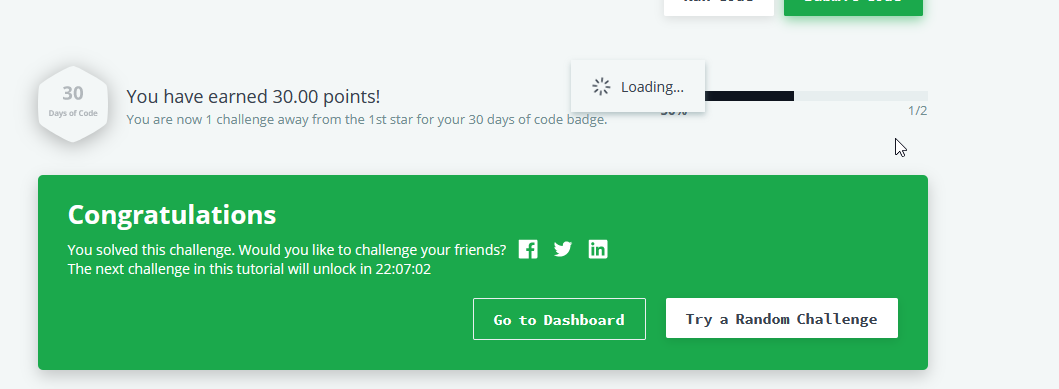 30
Days of Code
You have earned 30.00 points!
You are now 1 challenge away from the 1st star for your 30 days of code badge.
Loading...
1/2
Congratulations
You solved this challenge. Would you like to challenge your friends?
The next challenge in this tutorial will unlock in 22:07:02
Go to Dashboard
Try a Random Challenge